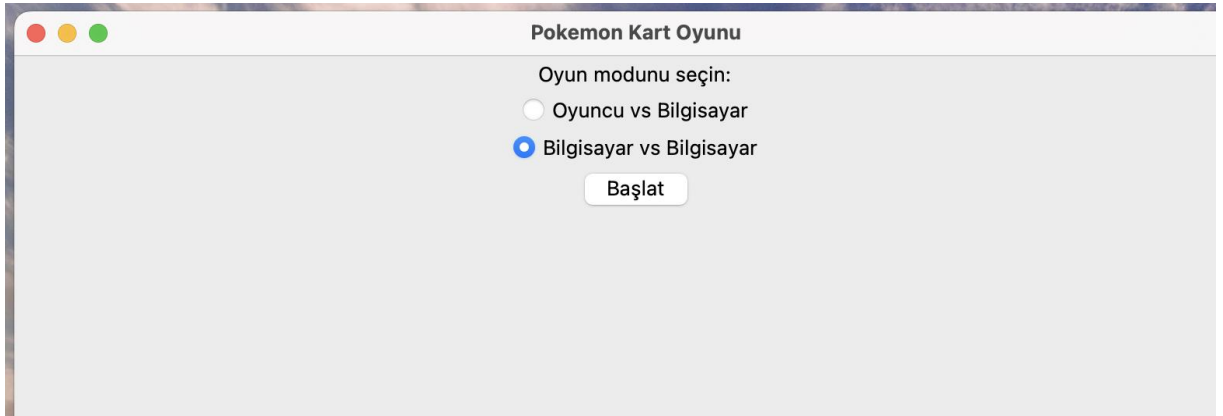 Pokemon Kart Oyunu
Oyun modunu seçin:
Oyuncu vs Bilgisayar
Bilgisayar vs Bilgisayar
Başlat